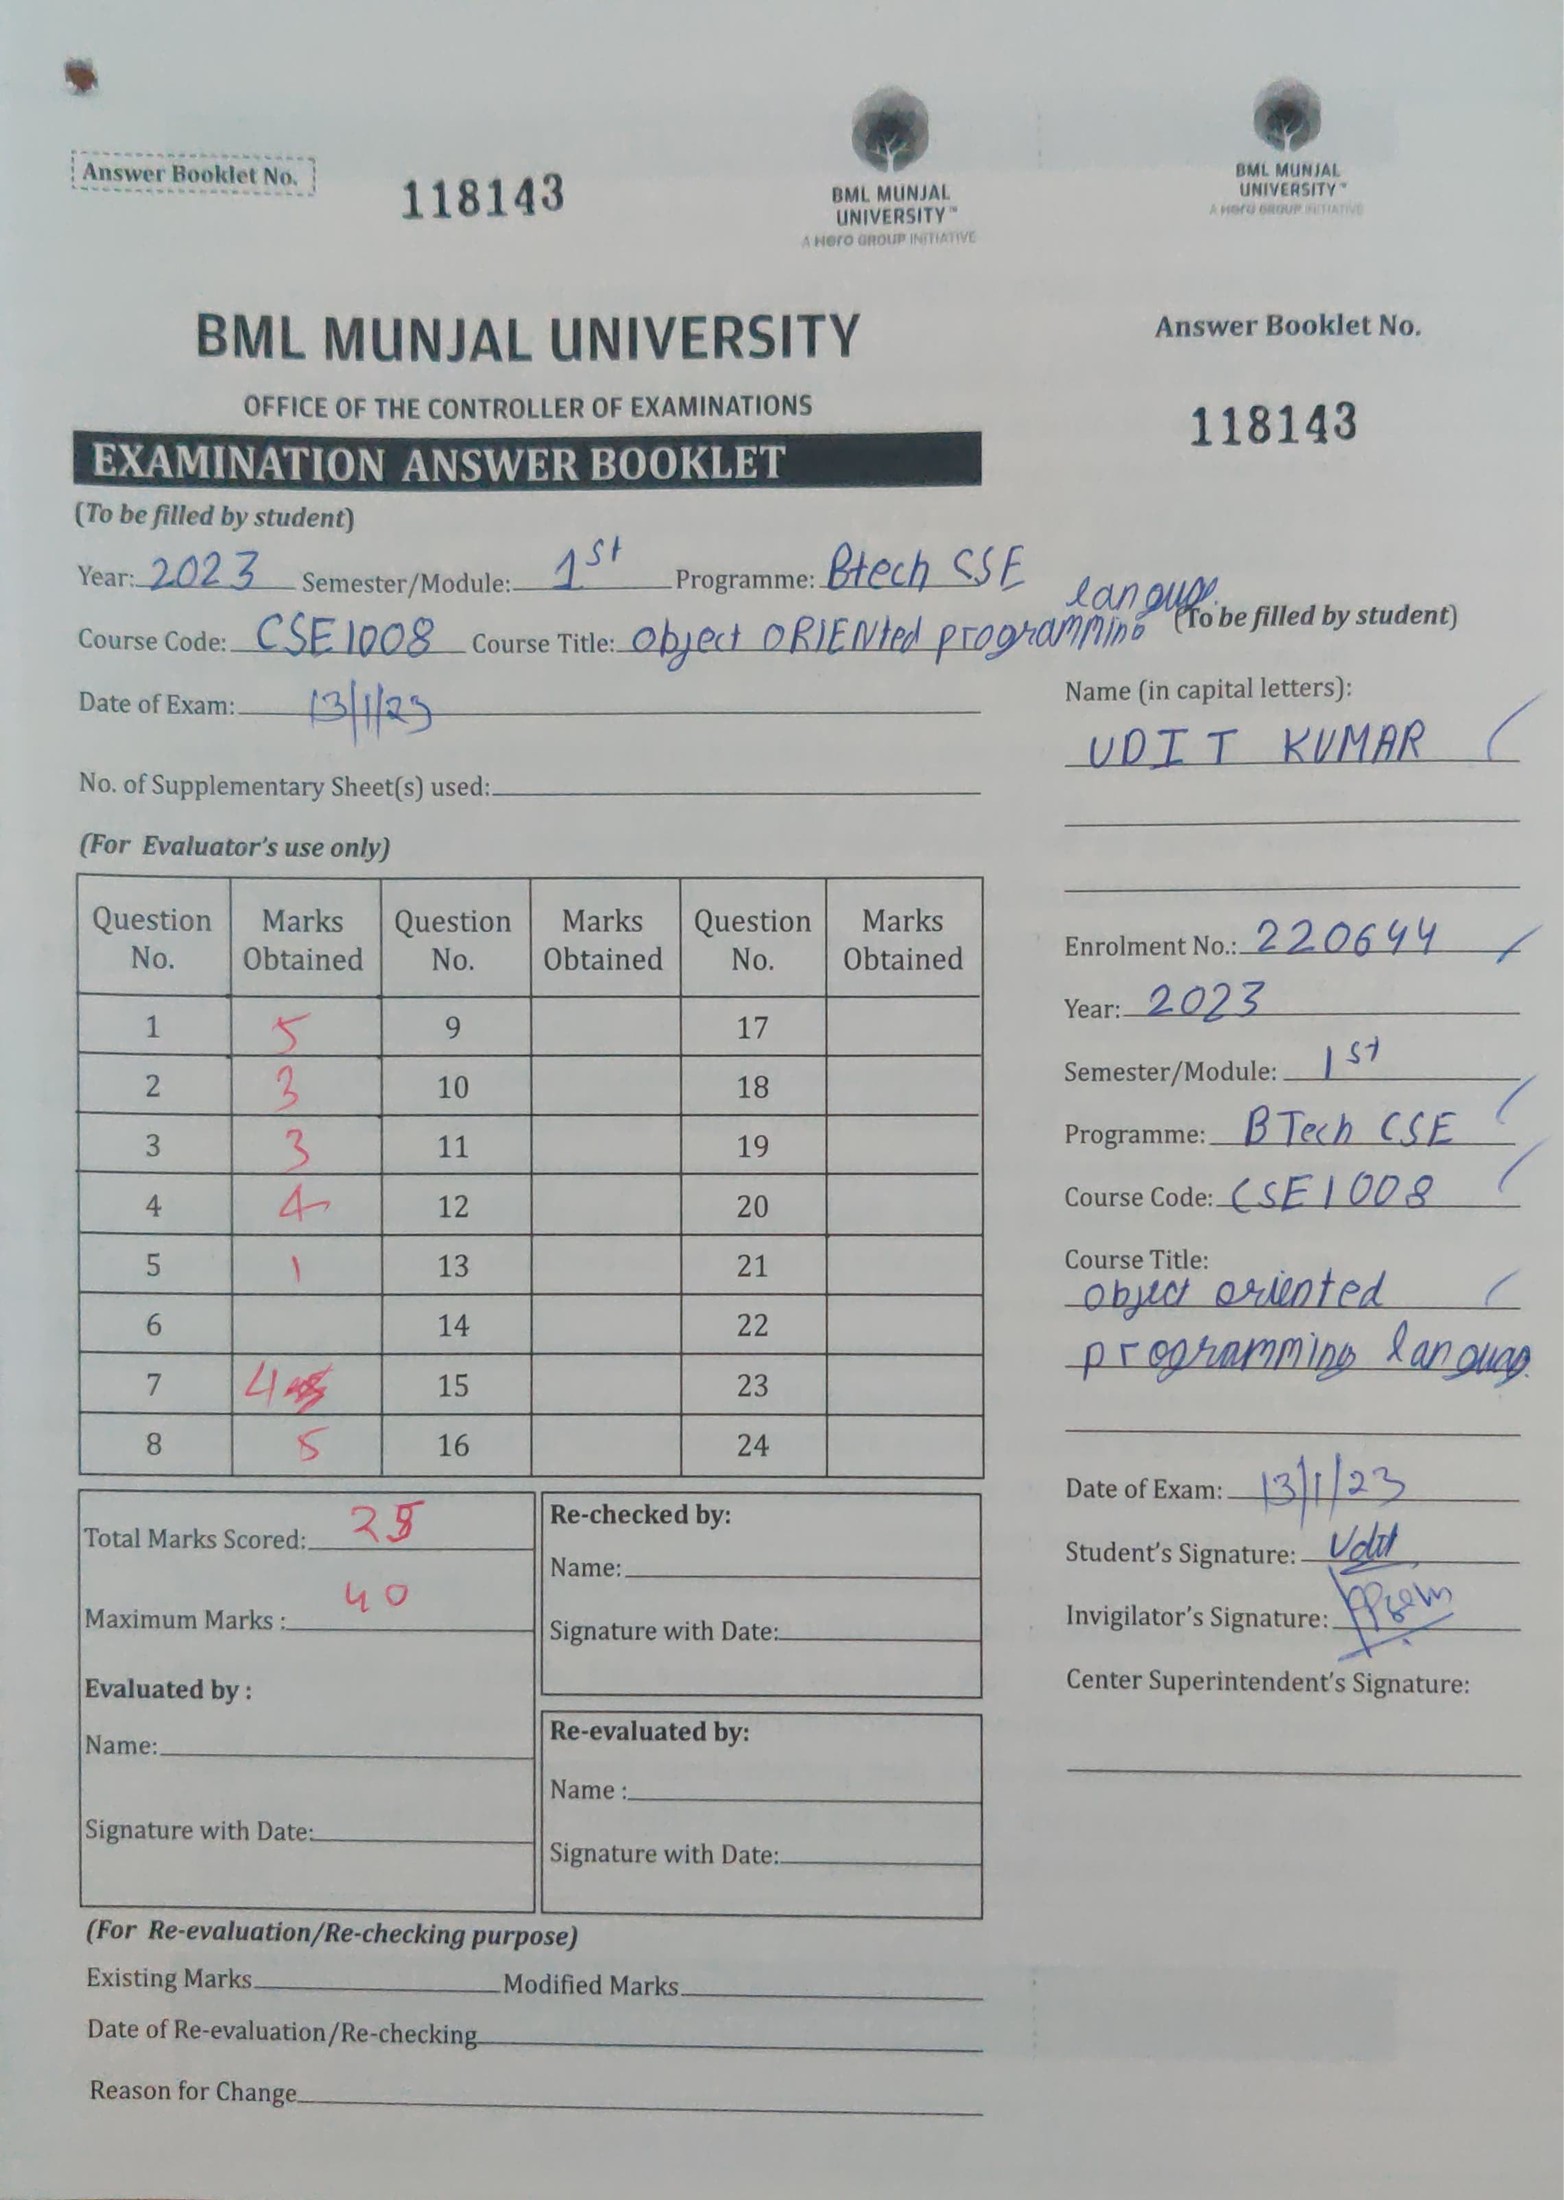 Answer Booklet No.
118143
BML MUNJAL
UNIVERSITY™
A Hero GROUP INITIATIVE
BML MUNJAL
UNIVERSITY™
A Hero GROUP INITIATIVE
BML MUNJAL UNIVERSITY
OFFICE OF THE CONTROLLER OF EXAMINATIONS
EXAMINATION ANSWER BOOKLET
(To be filled by student)
Year: 2023 Semester/Module: 1st Programme: Btech CSE
Course Code: CSE1008 Course Title: object ORIENted programming
Date of Exam: 13/1/23
No. of Supplementary Sheet(s) used:
(For Evaluator's use only)
Question No. Marks Obtained Question No. Marks Obtained Question No. Marks Obtained
1 5 9 17
2 3 10 18
3 3 11 19
4 4 12 20
5 1 13 21
6 14 22
7 4 15 23
8 5 16 24
Total Marks Scored:
Maximum Marks : 40
Evaluated by :
Name:
Signature with Date:
Re-checked by:
Name:
Signature with Date:
Re-evaluated by:
Name :
Signature with Date:
(For Re-evaluation/Re-checking purpose)
Existing Marks Modified Marks
Date of Re-evaluation/Re-checking
Reason for Change
Answer Booklet No.
118143
(To be filled by student)
Name (in capital letters):
UDIT KUMAR
Enrolment No.: 220644
Year: 2023
Semester/Module: 1st
Programme: BTech CSE
Course Code: CSE1008
Course Title:
object oriented
programming
Date of Exam: 13/1/23
Student's Signature: Udit
Invigilator's Signature:
Center Superintendent's Signature: